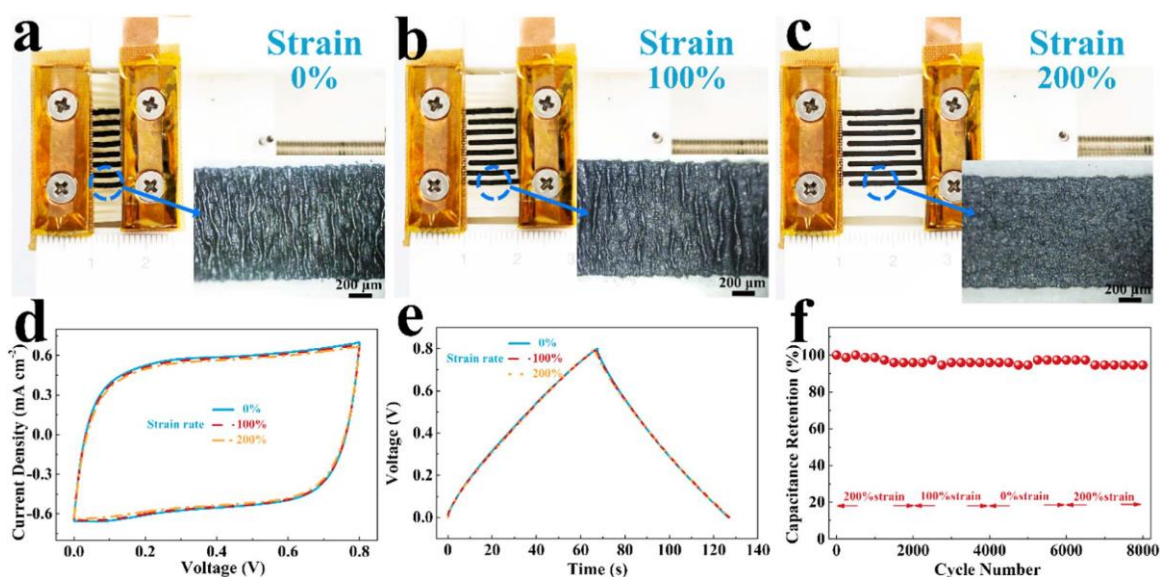 a
Strain
0%
1 2
200 μm
b
Strain
100%
1 2 3
200 μm
c
Strain
200%
1 2
200 μm
d
Current Density (mA cm⁻²)
0.6
0.3
0.0
-0.3
-0.6
Strain rate
0%
100%
200%
0.0 0.2 0.4 0.6 0.8
Voltage (V)
e
Voltage (V)
0.8
0.6
0.4
0.2
0.0
Strain rate
0%
100%
200%
0 20 40 60 80 100 120 140
Time (s)
f
Capacitance Retention (%)
120
100
80
60
40
20
0
200%strain 100%strain 0%strain 200%strain
0 2000 4000 6000 8000
Cycle Number